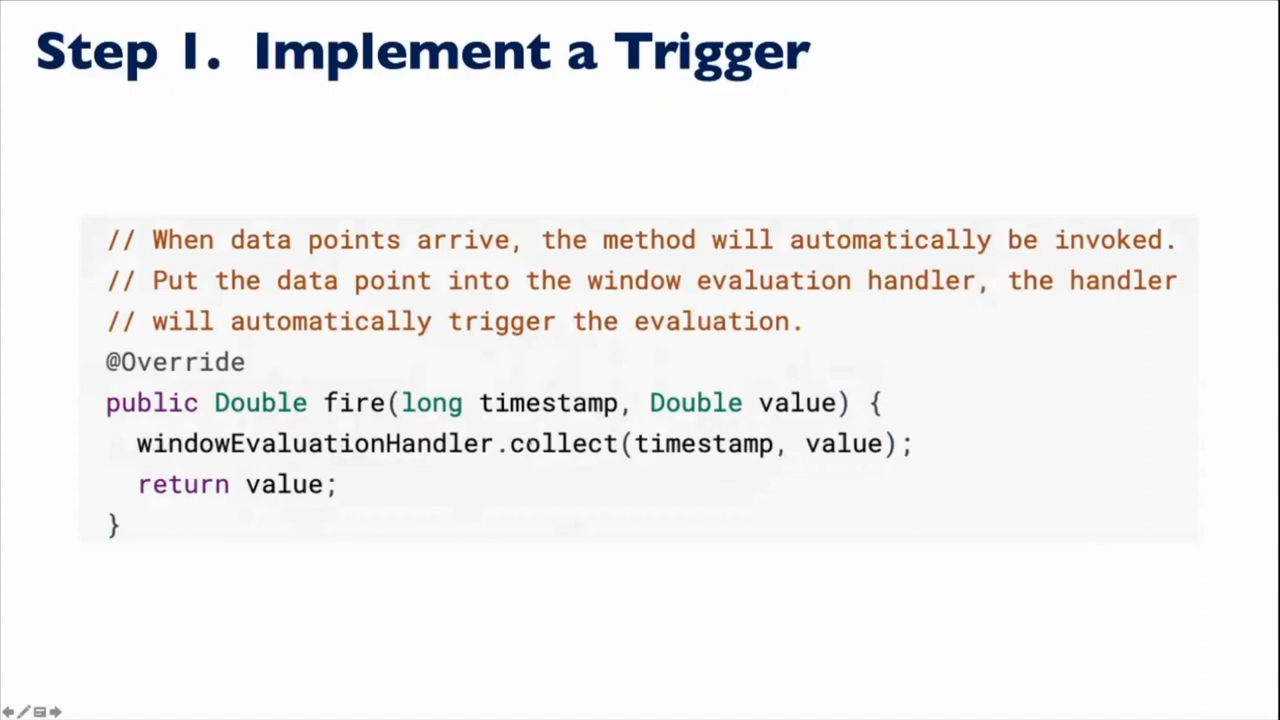 Step 1. Implement a Trigger
// When data points arrive, the method will automatically be invoked.
// Put the data point into the window evaluation handler, the handler
// will automatically trigger the evaluation.
@Override
public Double fire(long timestamp, Double value) {
windowEvaluationHandler.collect(timestamp, value);
return value;
}